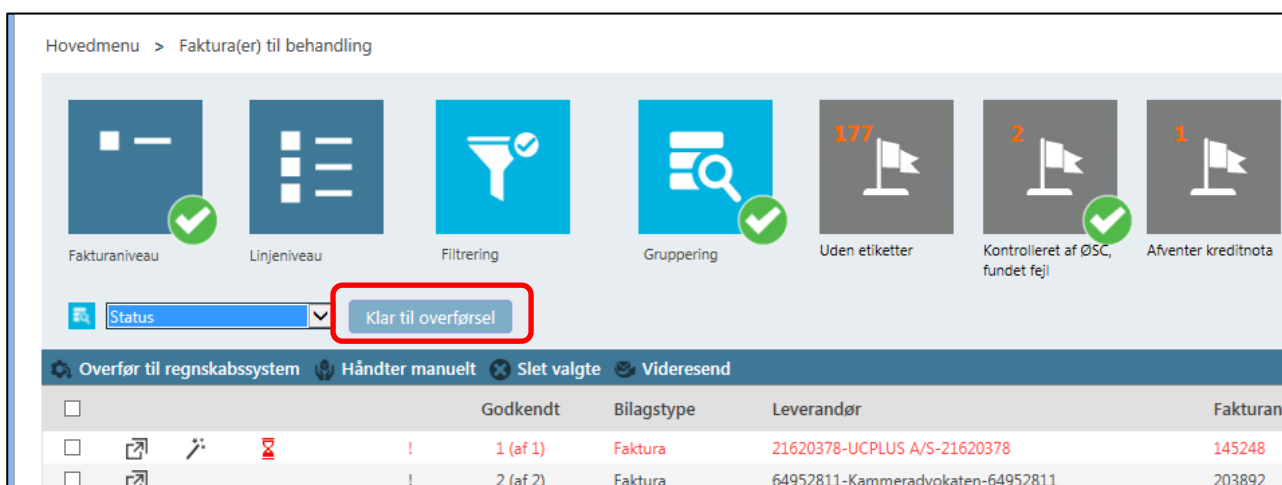 Hovedmenu > Faktura(er) til behandling
177 2 1
Fakturaniveau Linjeniveau Filtrering Gruppering Uden etiketter Kontrolleret af ØSC, Afventer kreditnota
fundet fejl
Status Klar til overførsel
Overfør til regnskabssystem Håndter manuelt Slet valgte Videresend
Godkendt Bilagstype Leverandør Fakturan
! 1 (af 1) Faktura 21620378-UCPLUS A/S-21620378 145248
! 2 (af 2) Faktura 64952811-Kammeradvokaten-64952811 203892